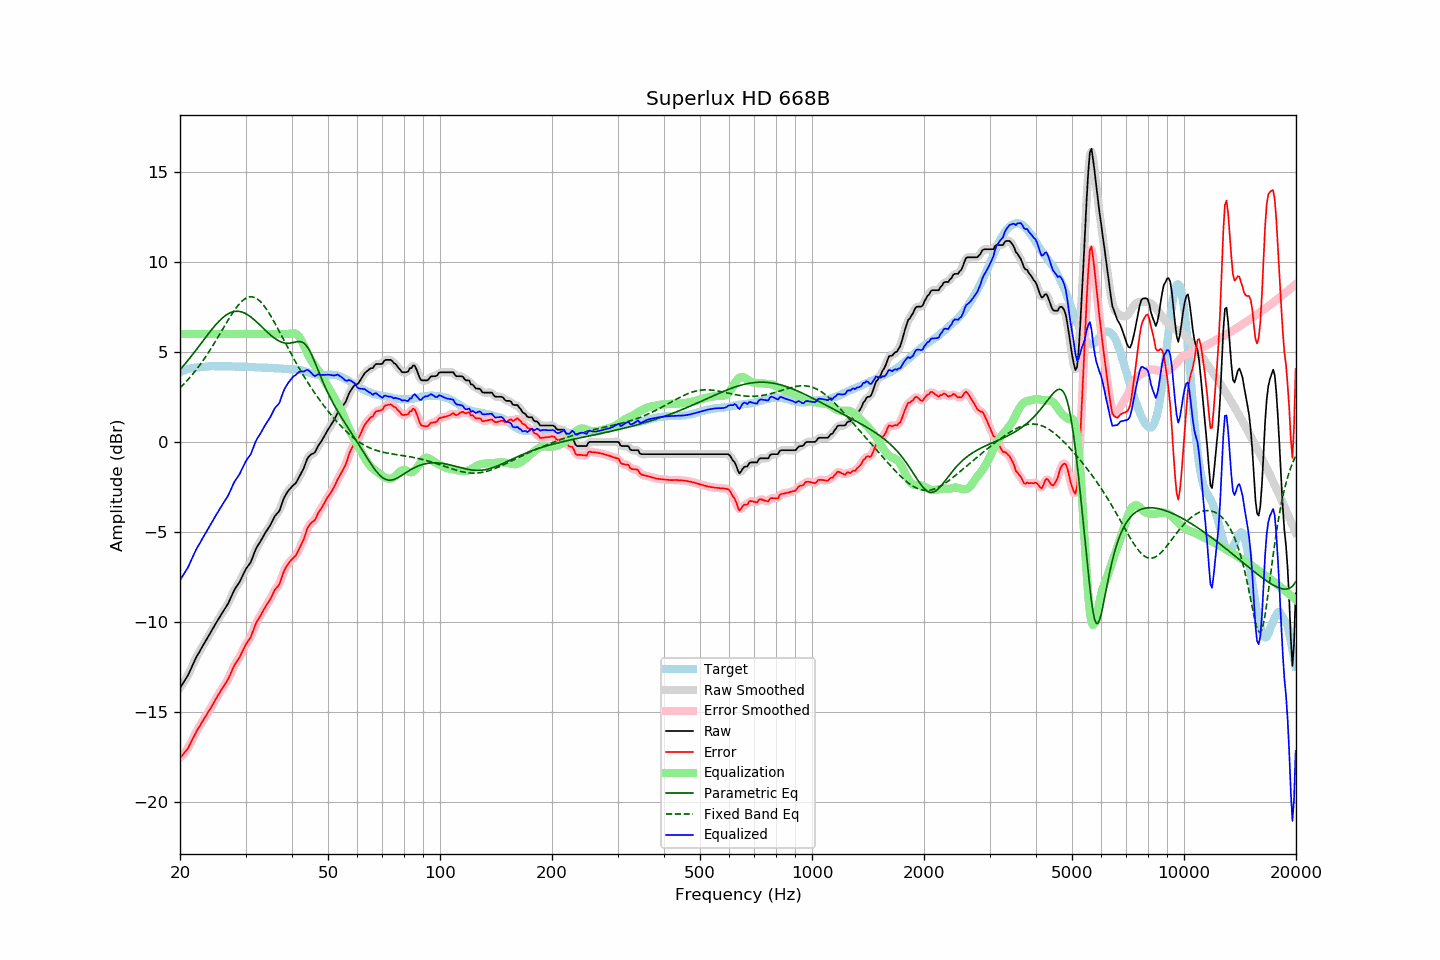 Superlux HD 668B
Amplitude (dBr)
15
10
5
0
−5
−10
−15
−20
Target
Raw Smoothed
Error Smoothed
Raw
Error
Equalization
Parametric Eq
Fixed Band Eq
Equalized
20
50
100
200
500
1000
2000
5000
10000
20000
Frequency (Hz)